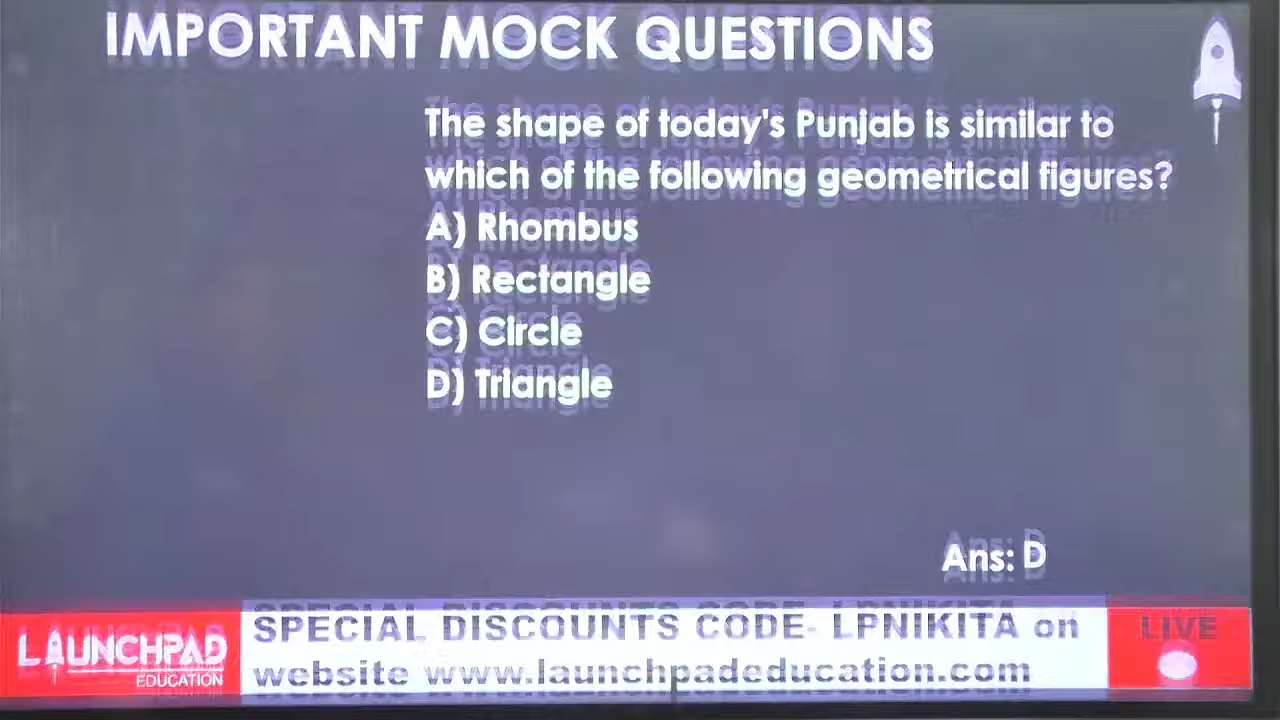 IMPORTANT MOCK QUESTIONS
The shape of today's Punjab is similar to
which of the following geometrical figures?
A) Rhombus
B) Rectangle
C) Circle
D) Triangle
Ans: D
SPECIAL DISCOUNTS CODE- LPNIKITA on
website www.launchpadeducation.com
LAUNCHPAD
EDUCATION
LIVE